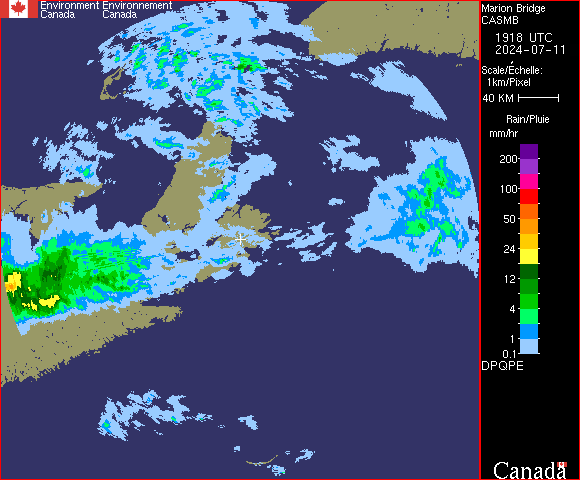 Environment Environnement
Canada Canada
Marion Bridge
CASMB
1918 UTC
2024-07-11
Scale/Échelle:
1km/Pixel
40 KM
Rain/Pluie
mm/hr
200
100
50
24
12
4
1
0.1
DPQPE
Canada